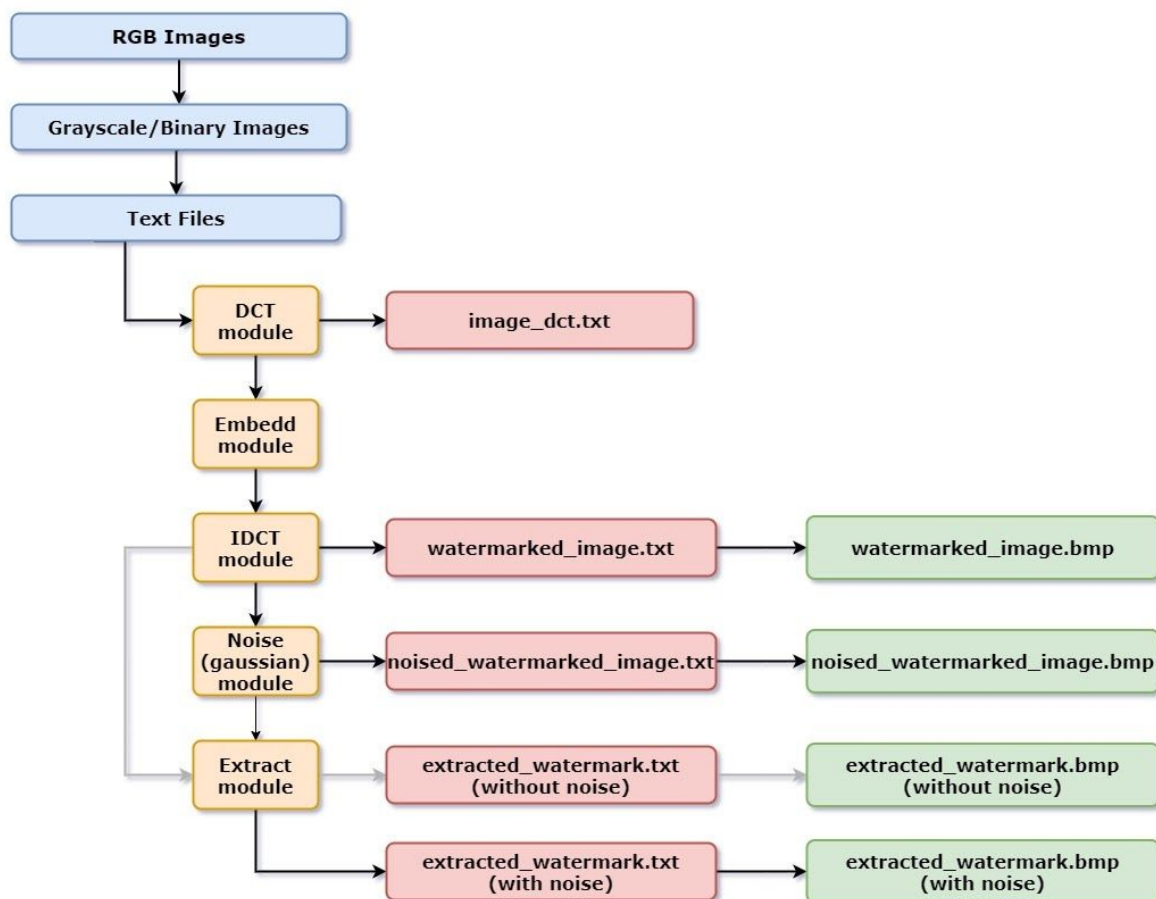 RGB Images
Grayscale/Binary Images
Text Files
DCT
module
image_dct.txt
Embedd
module
IDCT
module
watermarked_image.txt
watermarked_image.bmp
Noise
(gaussian)
module
noised_watermarked_image.txt
noised_watermarked_image.bmp
Extract
module
extracted_watermark.txt
(without noise)
extracted_watermark.bmp
(without noise)
extracted_watermark.txt
(with noise)
extracted_watermark.bmp
(with noise)